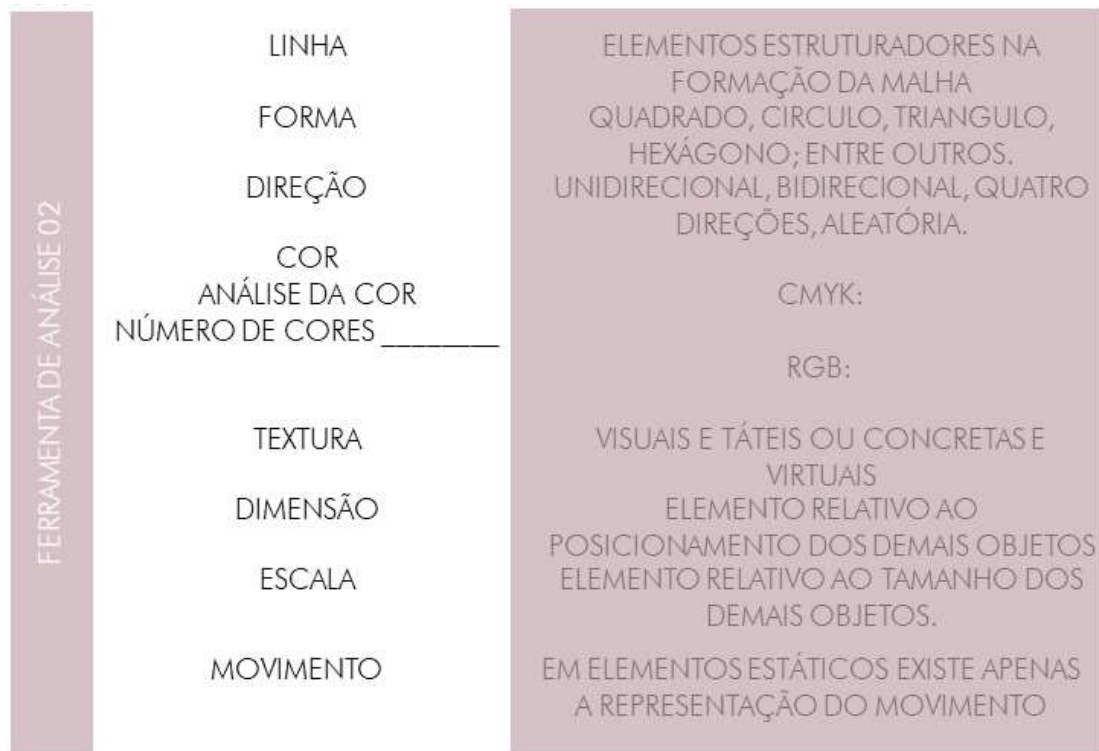 FERRAMENTA DE ANÁLISE 02
LINHA
ELEMENTOS ESTRUTURADORES NA
FORMAÇÃO DA MALHA
FORMA
QUADRADO, CIRCULO, TRIANGULO,
HEXÁGONO; ENTRE OUTROS.
DIREÇÃO
UNIDIRECIONAL, BIDIRECIONAL, QUATRO
DIREÇÕES, ALEATÓRIA.
COR
ANÁLISE DA COR
NÚMERO DE CORES ________
CMYK:
RGB:
TEXTURA
VISUAIS E TÁTEIS OU CONCRETAS E
VIRTUAIS
DIMENSÃO
ELEMENTO RELATIVO AO
POSICIONAMENTO DOS DEMAIS OBJETOS
ESCALA
ELEMENTO RELATIVO AO TAMANHO DOS
DEMAIS OBJETOS.
MOVIMENTO
EM ELEMENTOS ESTÁTICOS EXISTE APENAS
A REPRESENTAÇÃO DO MOVIMENTO